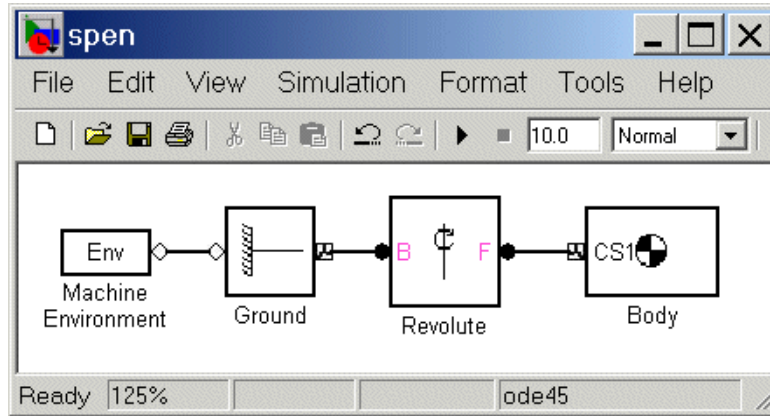 spen
File Edit View Simulation Format Tools Help
10.0 Normal
Env B F CS1
Machine
Environment
Ground
Revolute
Body
Ready 125% ode45